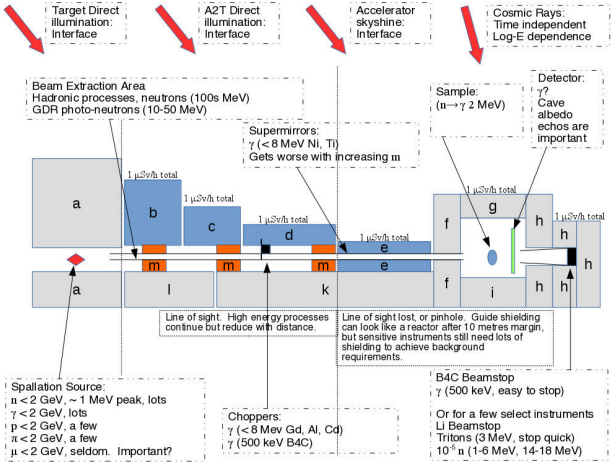 Target Direct
illumination:
Interface
A2T Direct
illumination:
Interface
Accelerator
skyshine:
Interface
Cosmic Rays:
Time independent
Log-E dependence
Beam Extraction Area
Hadronic processes, neutrons (100s MeV)
GDR photo-neutrons (10-50 MeV)
Sample:
(n→γ 2 MeV)
Detector:
γ?
Cave
albedo
echos are
important
Supermirrors:
γ (<8 MeV Ni, Ti)
Gets worse with increasing m
1 μSv/h total
1 μSv/h total
1 μSv/h total
1 μSv/h total
1 μSv/h total
1 μSv/h total
1 μSv/h total
a
b
c
d
e
f
g
h
h
e
m
m
m
a
l
k
f
i
h
h
h
Line of sight. High energy processes
continue but reduce with distance.
Line of sight lost, or pinhole. Guide shielding
can look like a reactor after 10 metres margin,
but sensitive instruments still need lots of
shielding to achieve background
requirements.
Spallation Source:
n<2 GeV, ~ 1 MeV peak, lots
γ<2 GeV, lots
p<2 GeV, a few
π<2 GeV, a few
μ<2 GeV, seldom. Important?
Choppers:
γ (<8 Mev Gd, Al, Cd)
γ (500 keV B4C)
B4C Beamstop
γ (500 keV, easy to stop)
Or for a few select instruments
Li Beamstop
Tritons (3 MeV, stop quick)
10⁻⁵ n (1-6 MeV, 14-18 MeV)